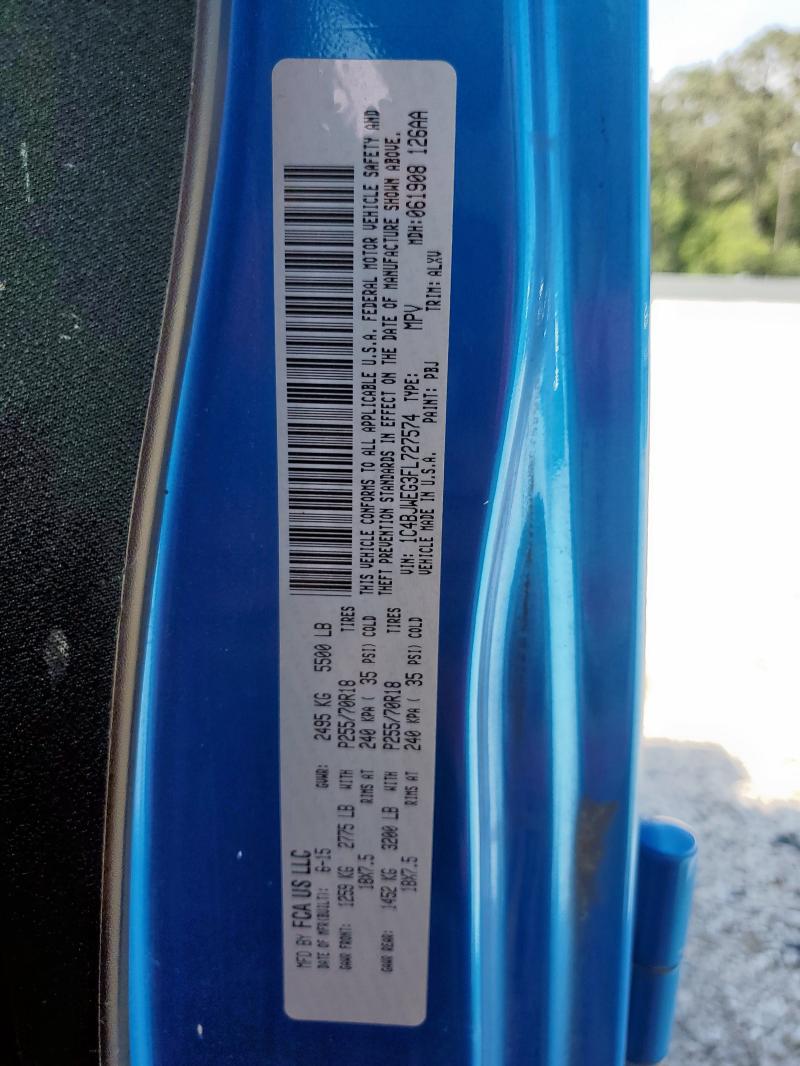 MFD BY FCA US LLC
DATE OF MFR(BUILT): 6-15 GVWR: 2495 KG 5500 LB
GAWR FRONT: 1259 KG 2775 LB WITH P255/70R18 TIRES
18X7.5 RIMS AT 240 KPA ( 35 PSI) COLD
GAWR REAR: 1452 KG 3200 LB WITH P255/70R18 TIRES
18X7.5 RIMS AT 240 KPA ( 35 PSI) COLD
THIS VEHICLE CONFORMS TO ALL APPLICABLE U.S.A. FEDERAL MOTOR VEHICLE SAFETY AND
THEFT PREVENTION STANDARDS IN EFFECT ON THE DATE OF MANUFACTURE SHOWN ABOVE.
VIN: 1C4BJWEG3FL727574 TYPE: MPV MDH:061908 126AA
VEHICLE MADE IN U.S.A. PAINT: PBJ TRIM: ALXV